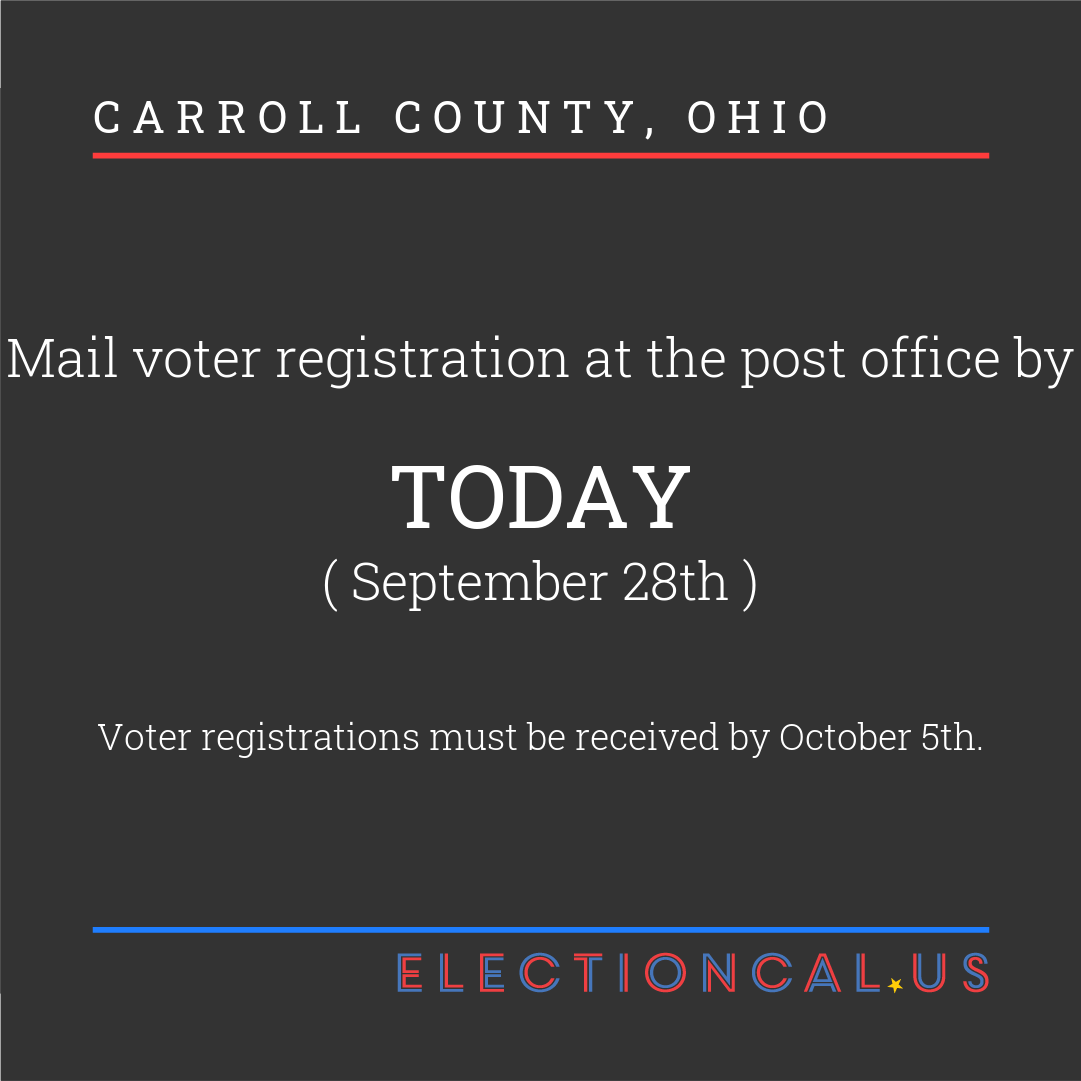 CARROLL COUNTY, OHIO
Mail voter registration at the post office by
TODAY
( September 28th )
Voter registrations must be received by October 5th.
ELECTIONCAL.US